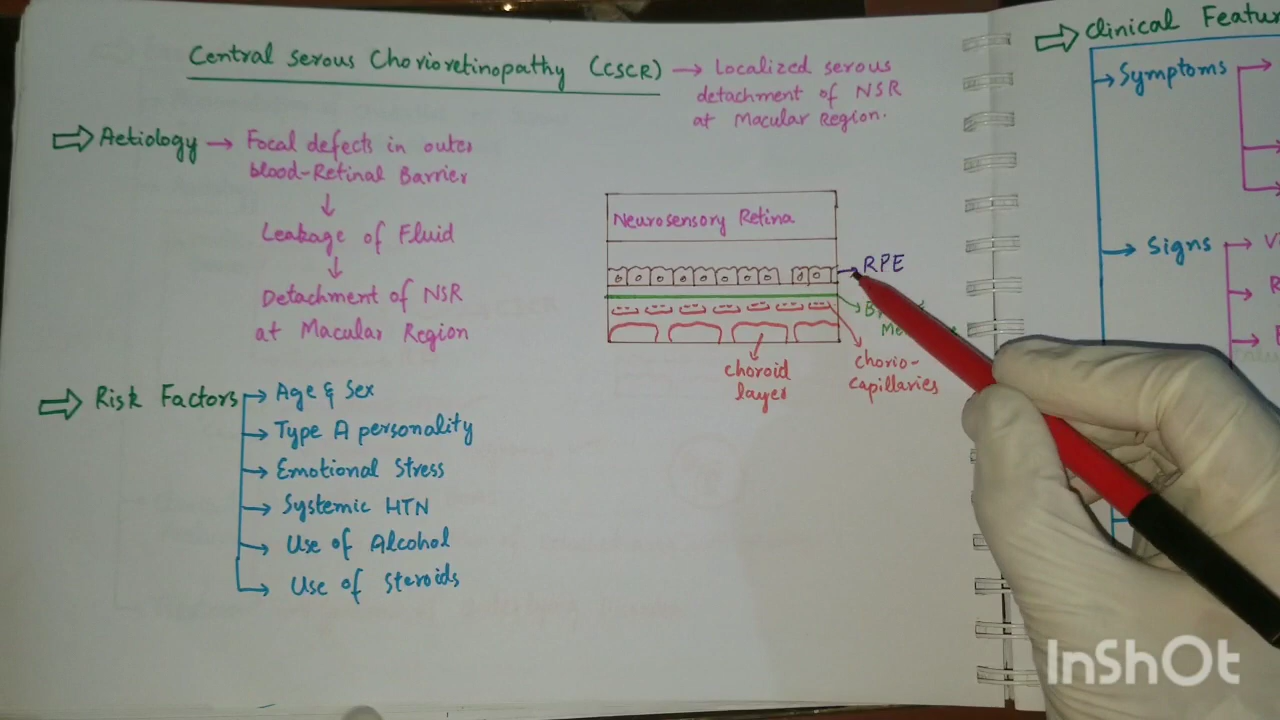 Central Serous Chorioretinopathy (CSCR) → Localized serous
detachment of NSR
at Macular Region.
⇒ Aetiology → Focal defects in outer
blood-Retinal Barrier
↓
Leakage of Fluid
↓
Detachment of NSR
at Macular Region
Neurosensory Retina
RPE
choroid
layer
chorio-
capillaries
⇒ Risk Factors
→ Age & Sex
→ Type A personality
→ Emotional Stress
→ Systemic HTN
→ Use of Alcohol
→ Use of Steroids
⇒ Clinical
→ Symptoms
→ Signs
InShOt